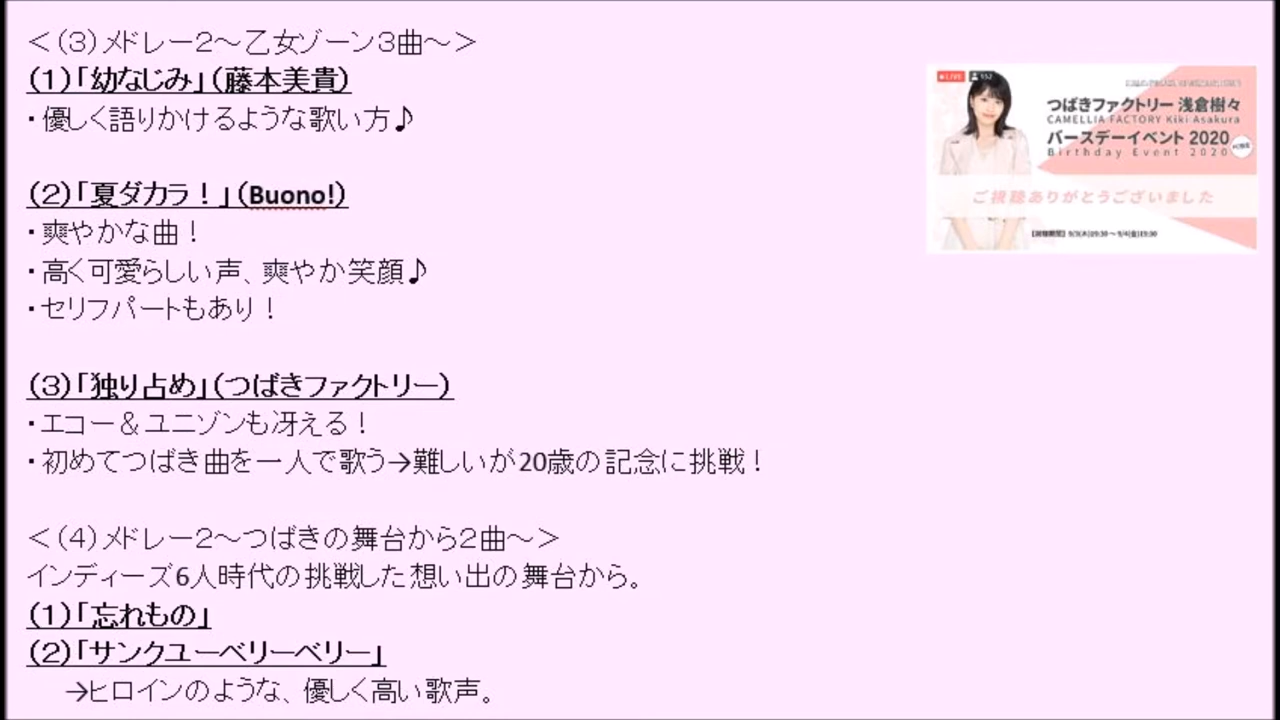 ＜（３）メドレー２～乙女ゾーン３曲～＞
（１）「幼なじみ」（藤本美貴）
・優しく語りかけるような歌い方♪
（２）「夏ダカラ！」（Buono!）
・爽やかな曲！
・高く可愛らしい声、爽やか笑顔♪
・セリフパートもあり！
（３）「独り占め」（つばきファクトリー）
・エコー＆ユニゾンも冴える！
・初めてつばき曲を一人で歌う→難しいが20歳の記念に挑戦！
＜（４）メドレー２～つばきの舞台から２曲～＞
インディーズ6人時代の挑戦した想い出の舞台から。
（１）「忘れもの」
（２）「サンクユーベリーベリー」
→ヒロインのような、優しく高い歌声。
LIVE
つばきファクトリー 浅倉樹々
CAMELLIA FACTORY Kiki Asakura
バースデーイベント 2020
Birthday Event 2020
ご視聴ありがとうございました